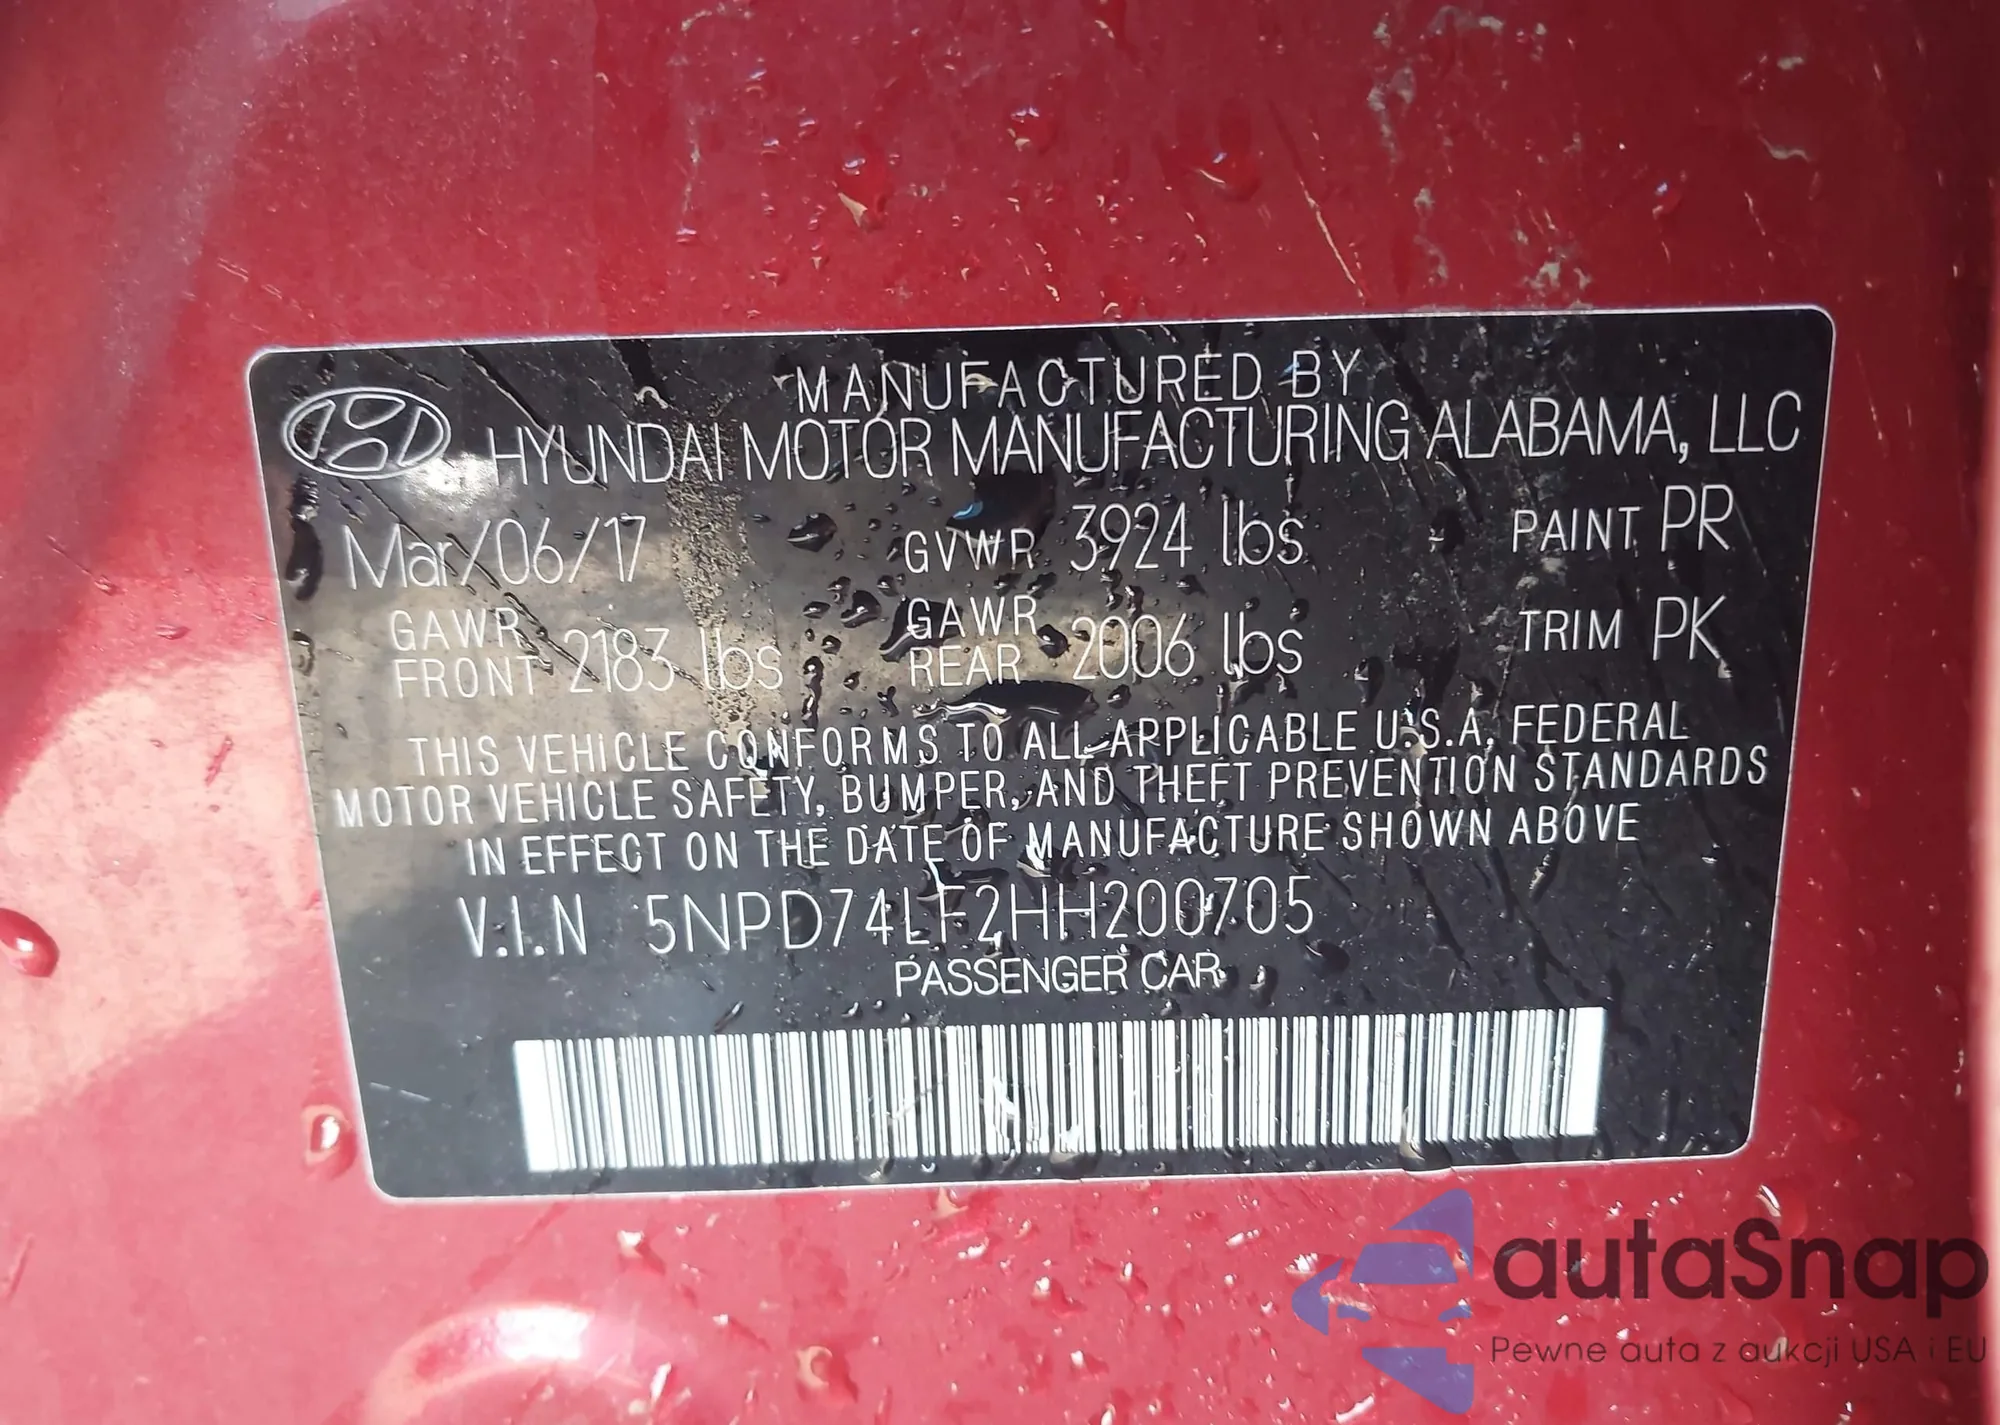 MANUFACTURED BY
HYUNDAI MOTOR MANUFACTURING ALABAMA, LLC
Mar/06/17 GVWR 3924 lbs PAINT PR
GAWR FRONT 2183 lbs GAWR REAR 2006 lbs TRIM PK
THIS VEHICLE CONFORMS TO ALL APPLICABLE U.S.A. FEDERAL
MOTOR VEHICLE SAFETY, BUMPER, AND THEFT PREVENTION STANDARDS
IN EFFECT ON THE DATE OF MANUFACTURE SHOWN ABOVE
V.I.N 5NPD74LF2HH200705
PASSENGER CAR
autaSnap
Pewne auta z aukcji USA i EU